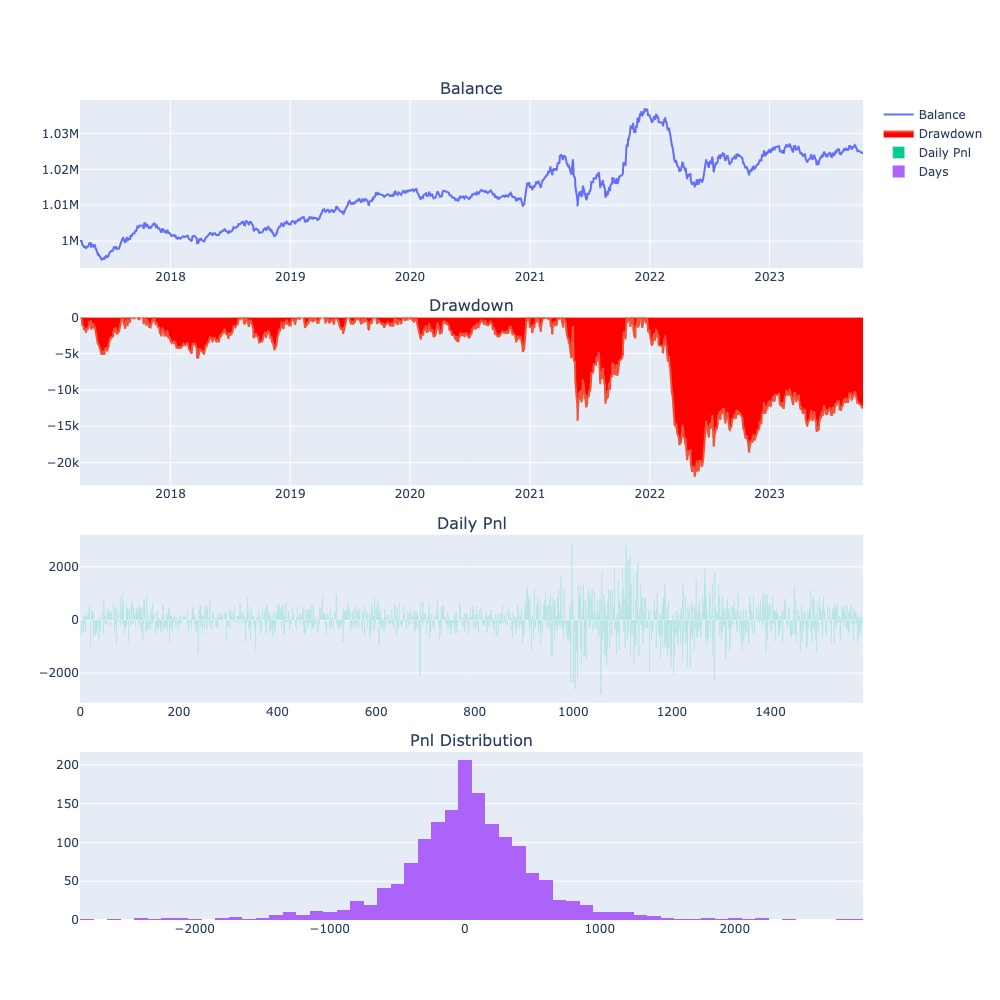 Balance
1.03M
1.02M
1.01M
1M
2018 2019 2020 2021 2022 2023
Balance
Drawdown
Daily Pnl
Days
Drawdown
0
−5k
−10k
−15k
−20k
2018 2019 2020 2021 2022 2023
Daily Pnl
2000
0
−2000
0 200 400 600 800 1000 1200 1400
Pnl Distribution
200
150
100
50
0
−2000 −1000 0 1000 2000